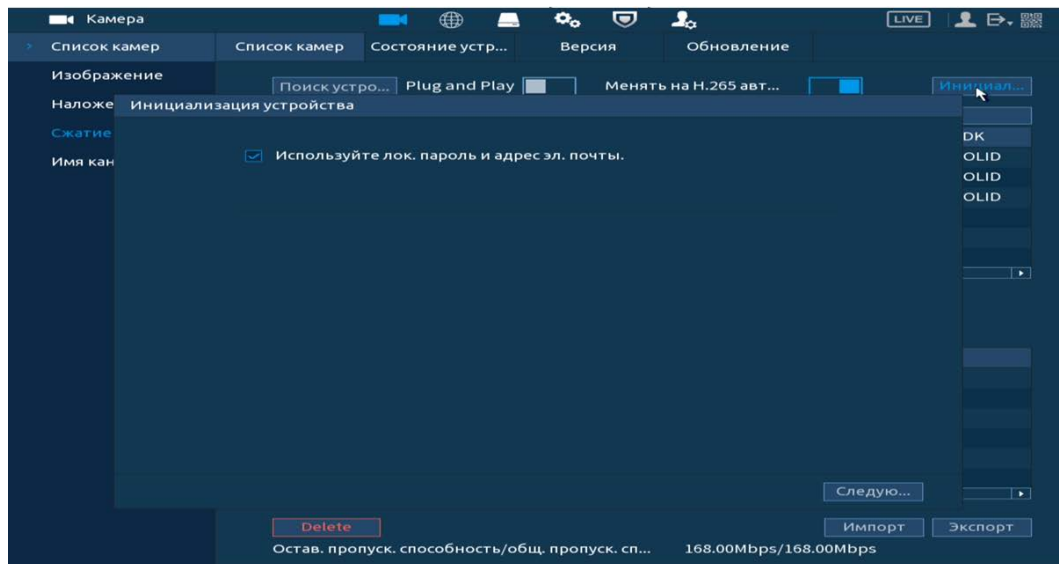 Камера LIVE
Список камер Список камер Состояние устр... Версия Обновление
Изображение
Поиск устро... Plug and Play Менять на H.265 авт... Инициал...
Наложе Инициализация устройства
Сжатие DK
Используйте лок. пароль и адрес эл. почты.
Имя кан OLID
OLID
OLID
Следую...
Delete Импорт Экспорт
Остав. пропуск. способность/общ. пропуск. сп... 168.00Mbps/168.00Mbps